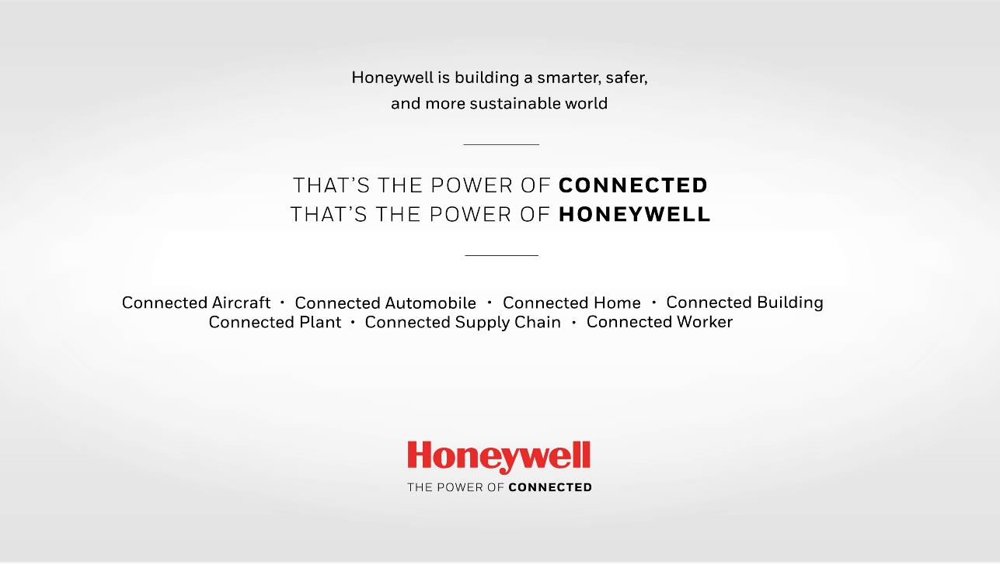 Honeywell is building a smarter, safer,
and more sustainable world
THAT'S THE POWER OF CONNECTED
THAT'S THE POWER OF HONEYWELL
Connected Aircraft · Connected Automobile · Connected Home · Connected Building
Connected Plant · Connected Supply Chain · Connected Worker
Honeywell
THE POWER OF CONNECTED